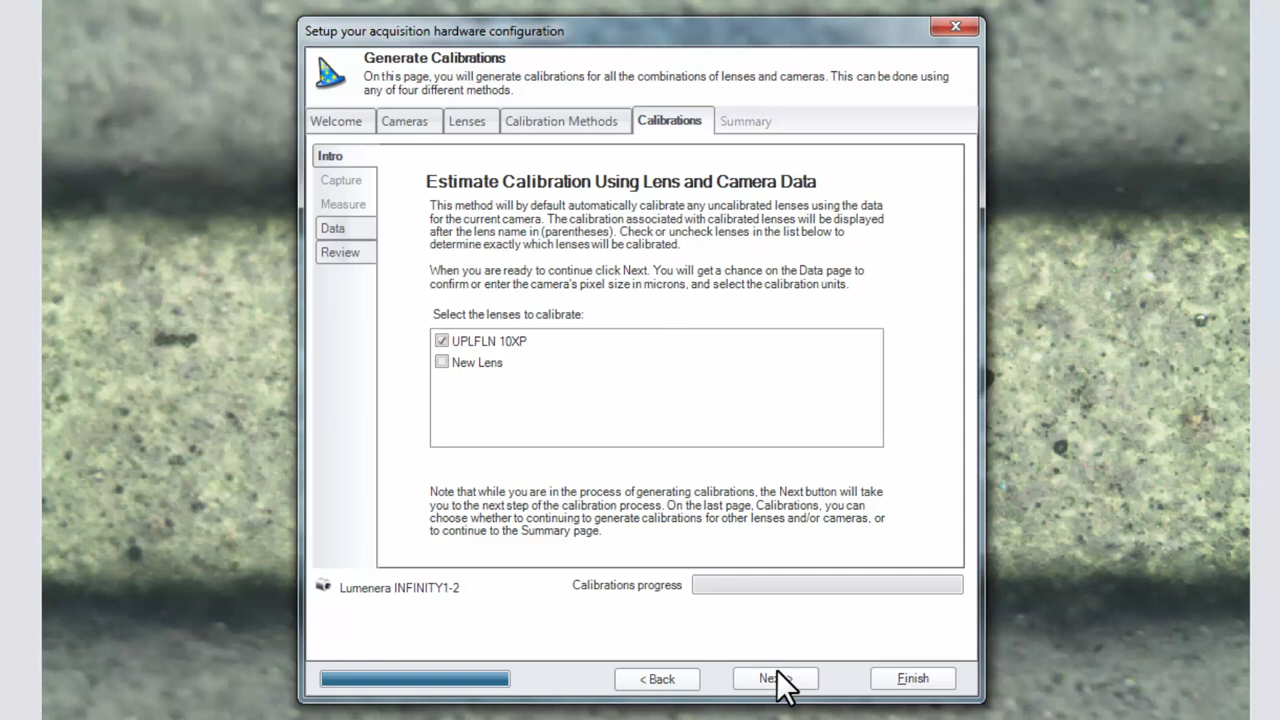 Setup your acquisition hardware configuration
Generate Calibrations
On this page, you will generate calibrations for all the combinations of lenses and cameras. This can be done using
any of four different methods.
Welcome Cameras Lenses Calibration Methods Calibrations Summary
Intro
Capture
Measure
Data
Review
Estimate Calibration Using Lens and Camera Data
This method will by default automatically calibrate any uncalibrated lenses using the data
for the current camera. The calibration associated with calibrated lenses will be displayed
after the lens name in (parentheses). Check or uncheck lenses in the list below to
determine exactly which lenses will be calibrated.
When you are ready to continue click Next. You will get a chance on the Data page to
confirm or enter the camera's pixel size in microns, and select the calibration units.
Select the lenses to calibrate:
UPLFLN 10XP
New Lens
Note that while you are in the process of generating calibrations, the Next button will take
you to the next step of the calibration process. On the last page, Calibrations, you can
choose whether to continuing to generate calibrations for other lenses and/or cameras, or
to continue to the Summary page.
Lumenera INFINITY1-2 Calibrations progress
< Back Finish